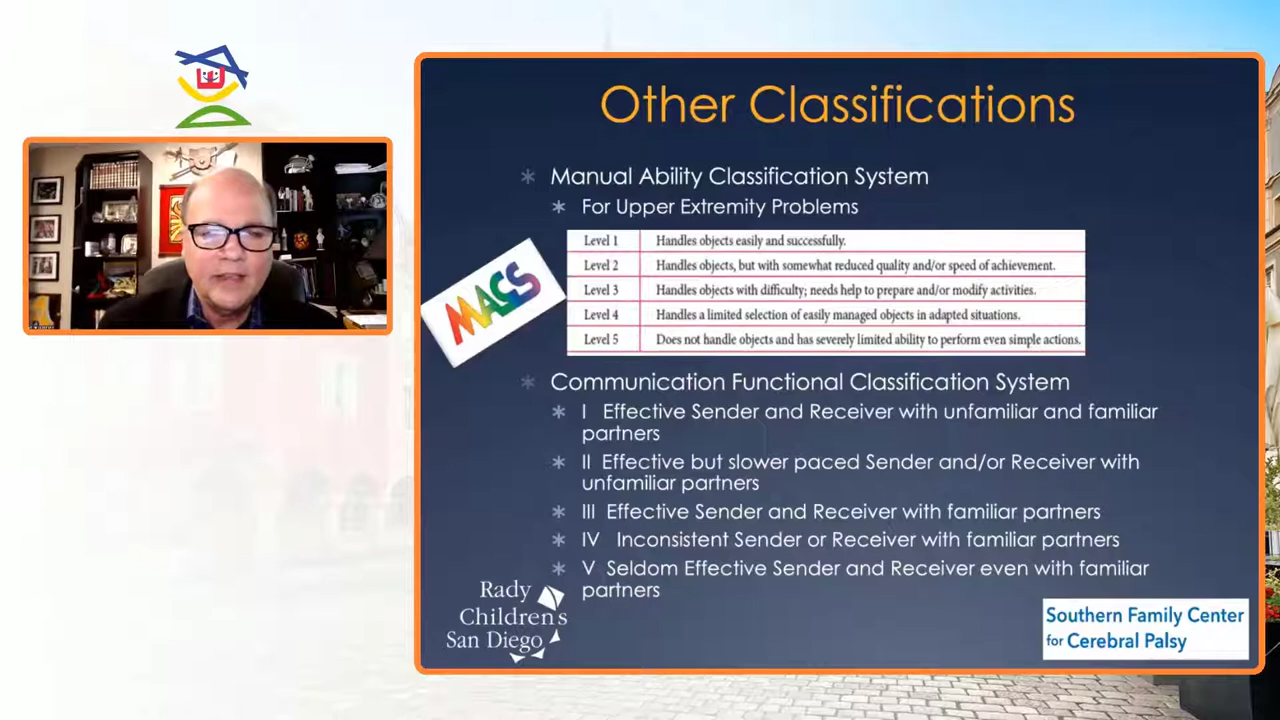 Other Classifications
Manual Ability Classification System
For Upper Extremity Problems
MACS
Level 1 Handles objects easily and successfully.
Level 2 Handles objects, but with somewhat reduced quality and/or speed of achievement.
Level 3 Handles objects with difficulty; needs help to prepare and/or modify activities.
Level 4 Handles a limited selection of easily managed objects in adapted situations.
Level 5 Does not handle objects and has severely limited ability to perform even simple actions.
Communication Functional Classification System
I Effective Sender and Receiver with unfamiliar and familiar
partners
II Effective but slower paced Sender and/or Receiver with
unfamiliar partners
III Effective Sender and Receiver with familiar partners
IV Inconsistent Sender or Receiver with familiar partners
V Seldom Effective Sender and Receiver even with familiar
partners
Rady
Children's
San Diego
Southern Family Center
for Cerebral Palsy